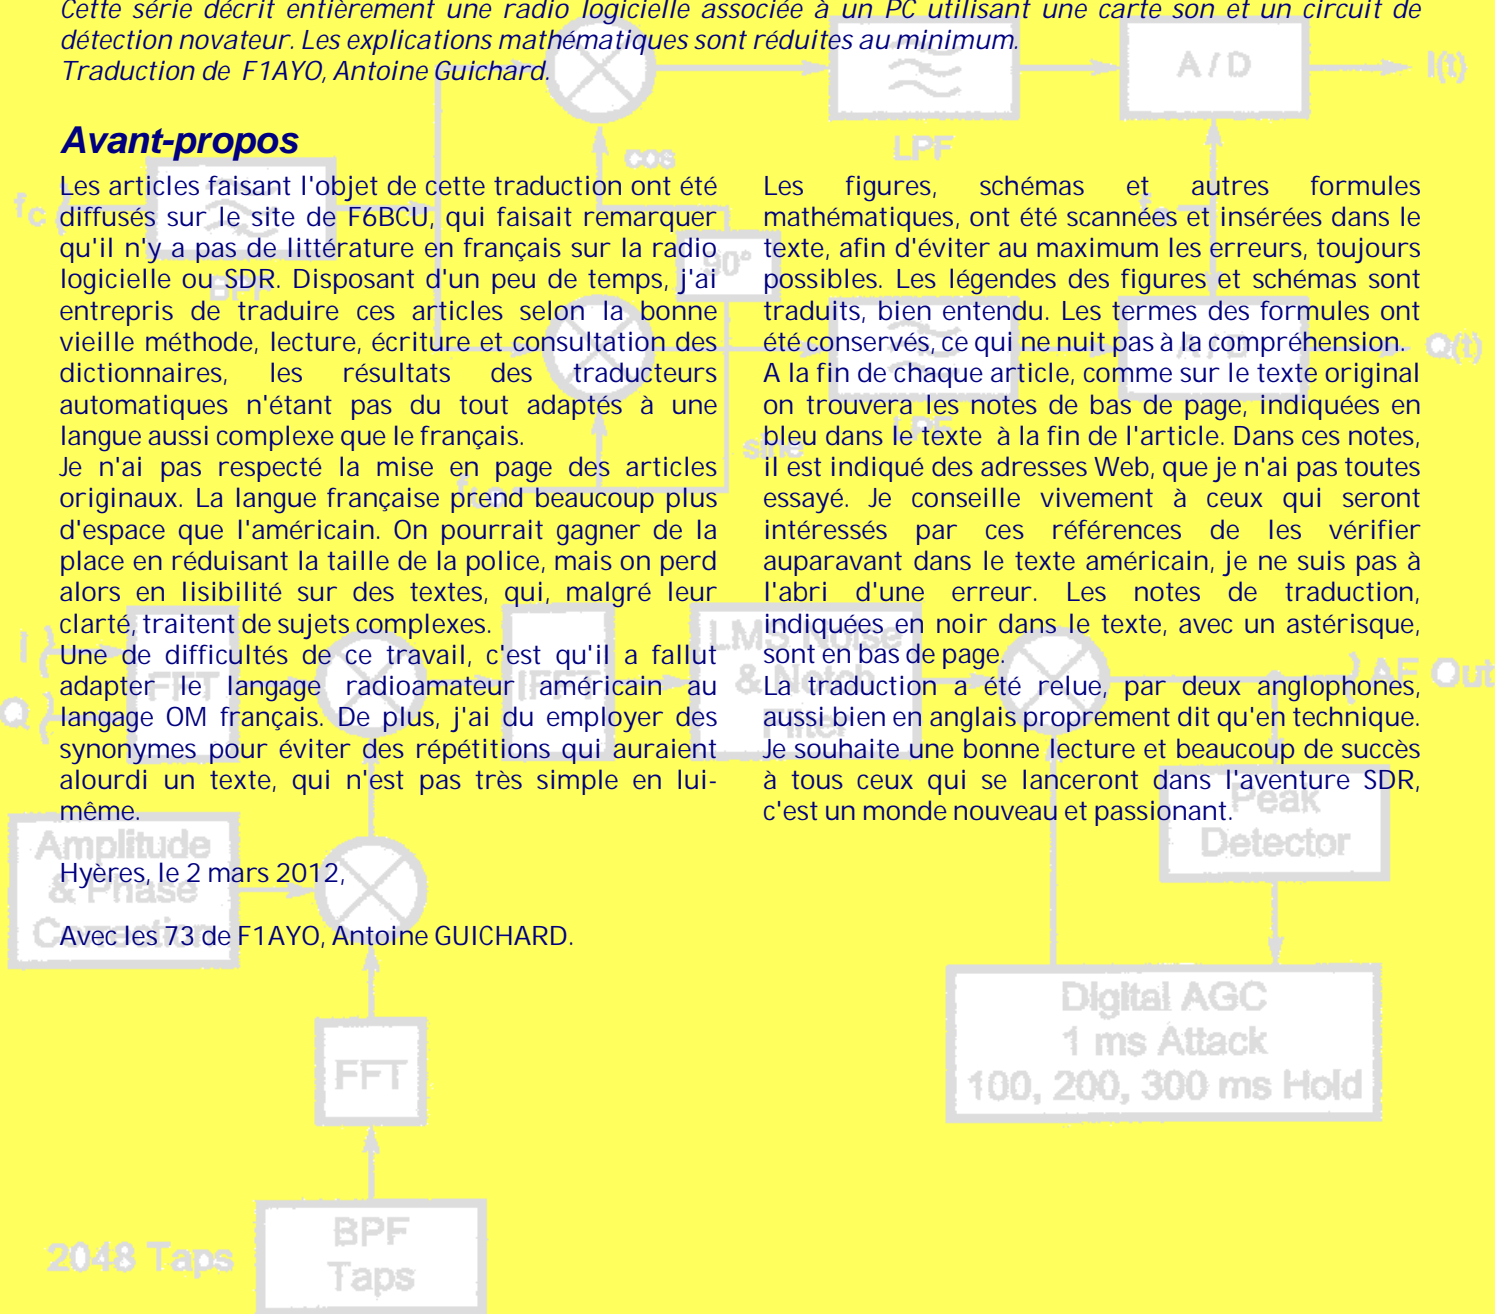 Cette série décrit entièrement une radio logicielle associée à un PC utilisant une carte son et un circuit de
détection novateur. Les explications mathématiques sont réduites au minimum.
Traduction de F1AYO, Antoine Guichard.
Avant-propos
Les articles faisant l'objet de cette traduction ont été
diffusés sur le site de F6BCU, qui faisait remarquer
qu'il n'y a pas de littérature en français sur la radio
logicielle ou SDR. Disposant d'un peu de temps, j'ai
entrepris de traduire ces articles selon la bonne
vieille méthode, lecture, écriture et consultation des
dictionnaires, les résultats des traducteurs
automatiques n'étant pas du tout adaptés à une
langue aussi complexe que le français.
Je n'ai pas respecté la mise en page des articles
originaux. La langue française prend beaucoup plus
d'espace que l'américain. On pourrait gagner de la
place en réduisant la taille de la police, mais on perd
alors en lisibilité sur des textes, qui, malgré leur
clarté, traitent de sujets complexes.
Une de difficultés de ce travail, c'est qu'il a fallut
adapter le langage radioamateur américain au
langage OM français. De plus, j'ai du employer des
synonymes pour éviter des répétitions qui auraient
alourdi un texte, qui n'est pas très simple en lui-
même.
Hyères, le 2 mars 2012,
Avec les 73 de F1AYO, Antoine GUICHARD.
Les figures, schémas et autres formules
mathématiques, ont été scannées et insérées dans le
texte, afin d'éviter au maximum les erreurs, toujours
possibles. Les légendes des figures et schémas sont
traduits, bien entendu. Les termes des formules ont
été conservés, ce qui ne nuit pas à la compréhension.
A la fin de chaque article, comme sur le texte original
on trouvera les notes de bas de page, indiquées en
bleu dans le texte à la fin de l'article. Dans ces notes,
il est indiqué des adresses Web, que je n'ai pas toutes
essayé. Je conseille vivement à ceux qui seront
intéressés par ces références de les vérifier
auparavant dans le texte américain, je ne suis pas à
l'abri d'une erreur. Les notes de traduction,
indiquées en noir dans le texte, avec un astérisque,
sont en bas de page.
La traduction a été relue, par deux anglophones,
aussi bien en anglais proprement dit qu'en technique.
Je souhaite une bonne lecture et beaucoup de succès
à tous ceux qui se lanceront dans l'aventure SDR,
c'est un monde nouveau et passionant.
A / D
I(t)
LPF
cos
fc
90°
BPF
A / D
Q(t)
LPF
sine
I
Q
FFT
IFFT
LMS Noise
& Notch
Filter
AF Out
Peak
Detector
Amplitude
& Phase
Correction
FFT
Digital AGC
1 ms Attack
100, 200, 300 ms Hold
2048 Taps
BPF
Taps